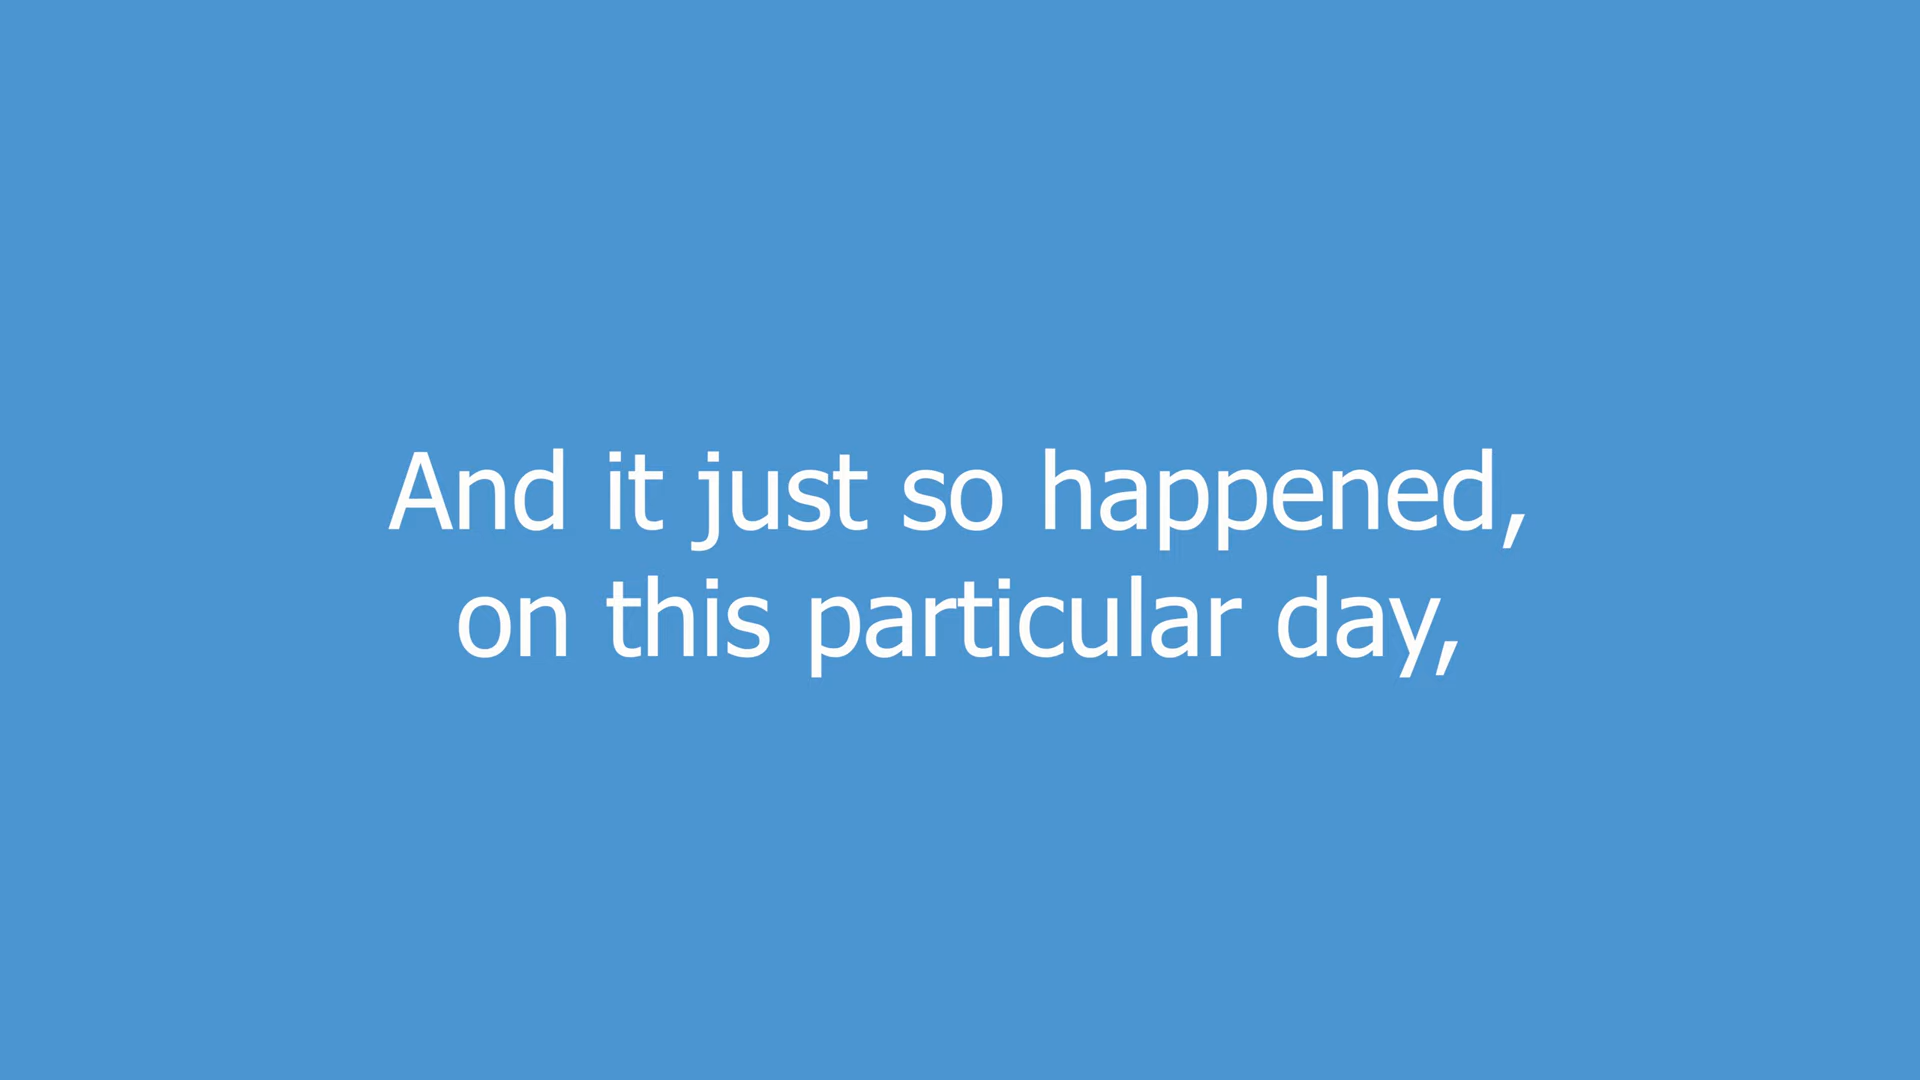 And it just so happened,
on this particular day,